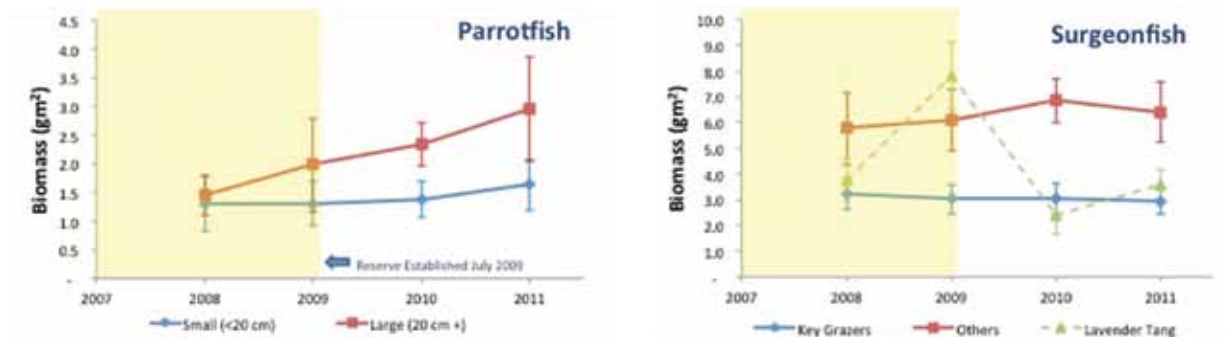 Parrotfish
Biomass (gm²)
4.5
4.0
3.5
3.0
2.5
2.0
1.5
1.0
0.5
-
Reserve Established July 2009
2007 2008 2009 2010 2011
Small (<20 cm) Large (20 cm +)
Surgeonfish
Biomass (gm²)
10.0
9.0
8.0
7.0
6.0
5.0
4.0
3.0
2.0
1.0
-
2007 2008 2009 2010 2011
Key Grazers Others Lavender Tang